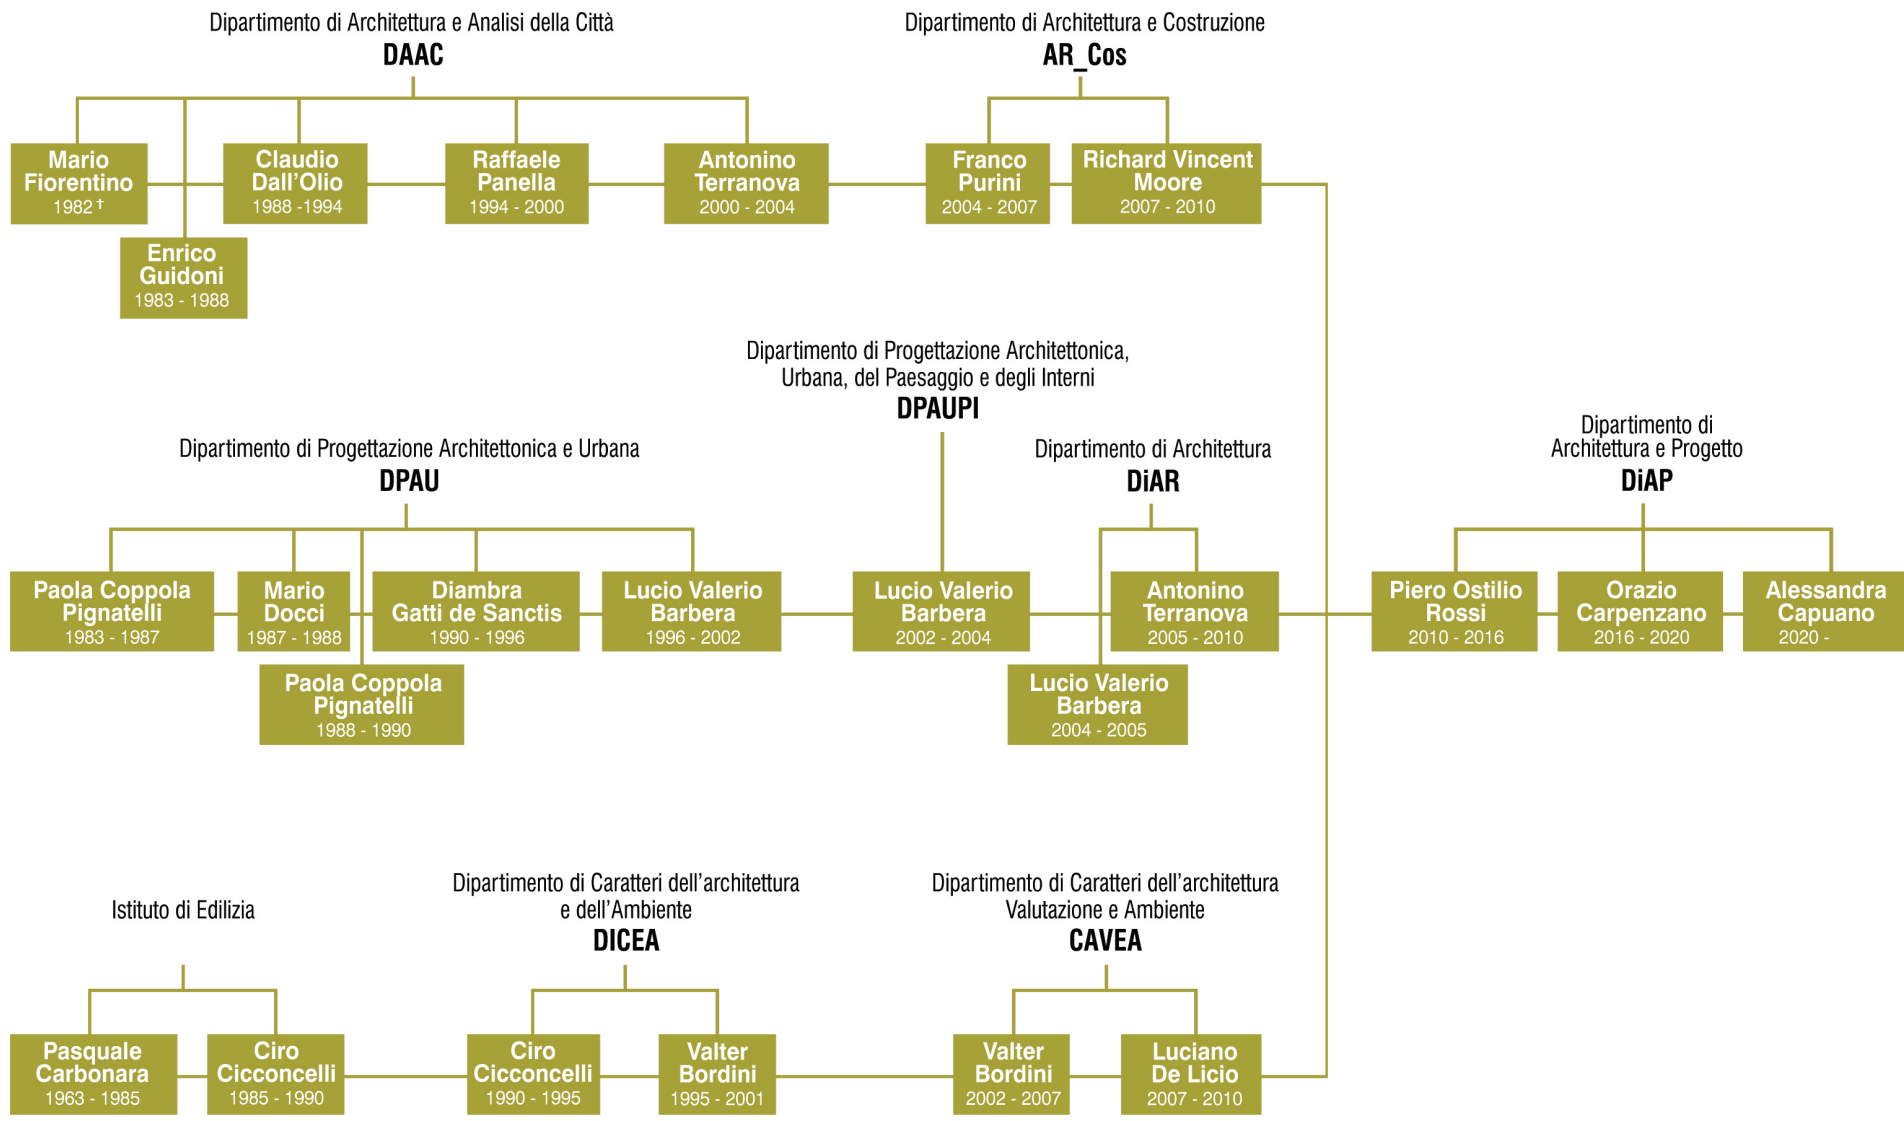 Dipartimento di Architettura e Analisi della Città
DAAC
Dipartimento di Architettura e Costruzione
AR_Cos
Mario
Fiorentino
1982 †
Enrico
Guidoni
1983 - 1988
Claudio
Dall'Olio
1988 -1994
Raffaele
Panella
1994 - 2000
Antonino
Terranova
2000 - 2004
Franco
Purini
2004 - 2007
Richard Vincent
Moore
2007 - 2010
Dipartimento di Progettazione Architettonica e Urbana
DPAU
Dipartimento di Progettazione Architettonica,
Urbana, del Paesaggio e degli Interni
DPAUPI
Dipartimento di Architettura
DiAR
Dipartimento di
Architettura e Progetto
DiAP
Paola Coppola
Pignatelli
1983 - 1987
Mario
Docci
1987 - 1988
Paola Coppola
Pignatelli
1988 - 1990
Diambra
Gatti de Sanctis
1990 - 1996
Lucio Valerio
Barbera
1996 - 2002
Lucio Valerio
Barbera
2002 - 2004
Lucio Valerio
Barbera
2004 - 2005
Antonino
Terranova
2005 - 2010
Piero Ostilio
Rossi
2010 - 2016
Orazio
Carpenzano
2016 - 2020
Alessandra
Capuano
2020 -
Istituto di Edilizia
Dipartimento di Caratteri dell'architettura
e dell'Ambiente
DICEA
Dipartimento di Caratteri dell'architettura
Valutazione e Ambiente
CAVEA
Pasquale
Carbonara
1963 - 1985
Ciro
Cicconcelli
1985 - 1990
Ciro
Cicconcelli
1990 - 1995
Valter
Bordini
1995 - 2001
Valter
Bordini
2002 - 2007
Luciano
De Licio
2007 - 2010